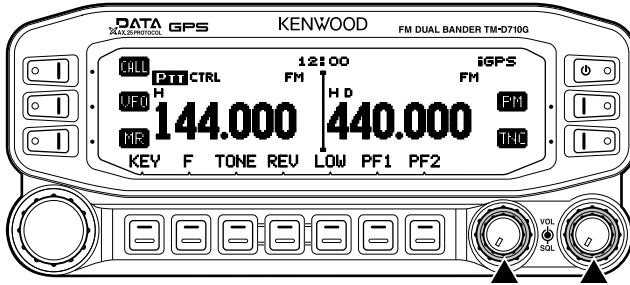 DATA GPS KENWOOD FM DUAL BANDER TM-D710G
AX.25 PROTOCOL
12:00 iGPS
CALL PTT CTRL FM FM
VFO H 144.000 H D 440.000 PM
MR TNC
KEY F TONE REV LOW PF1 PF2
VOL
SQL